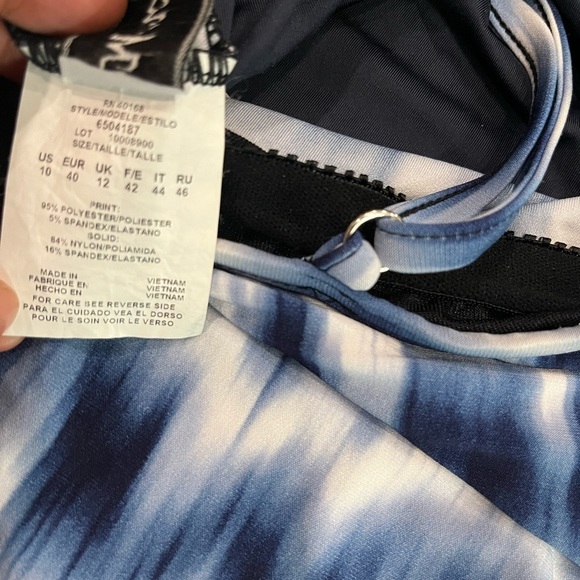 RN 40168
STYLE/MODELE/ESTILO
6504187
LOT 10008900
SIZE/TAILLE/TALLE
US EUR UK F/E IT RU
10 40 12 42 44 46
PRINT:
95% POLYESTER/POLIESTER
5% SPANDEX/ELASTANO
SOLID:
84% NYLON/POLIAMIDA
16% SPANDEX/ELASTANO
MADE IN VIETNAM
FABRIQUE EN VIETNAM
HECHO EN VIETNAM
FOR CARE SEE REVERSE SIDE
PARA EL CUIDADO VEA EL DORSO
POUR LE SOIN VOIR LE VERSO